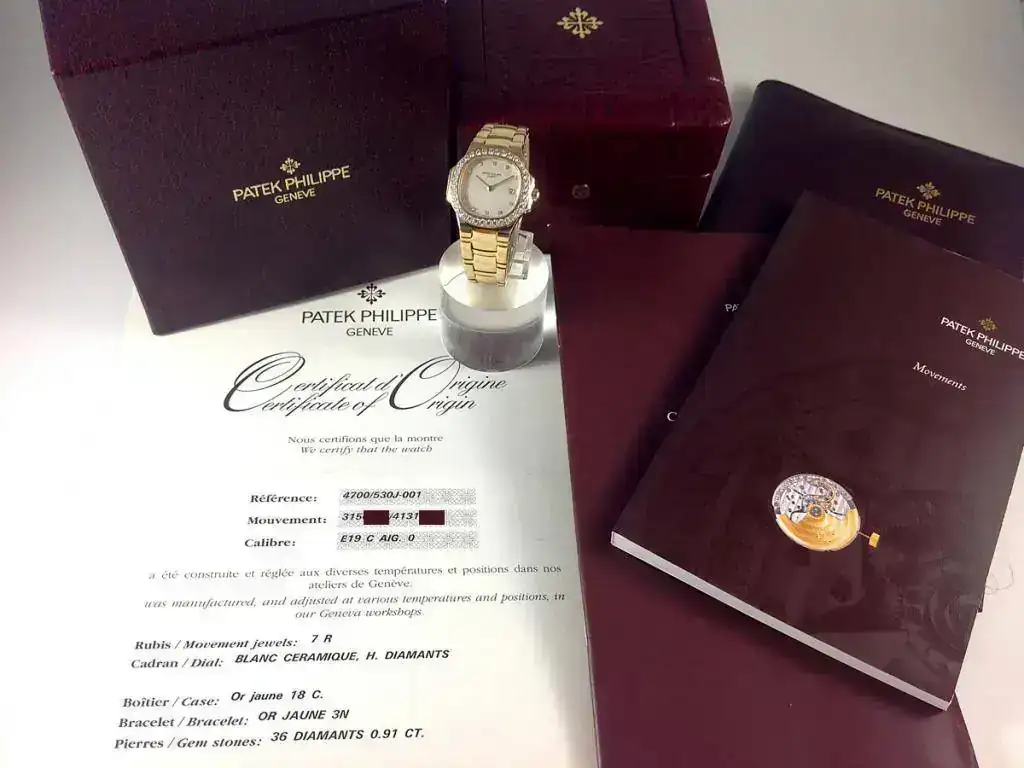 PATEK PHILIPPE
GENEVE
PATEK PHILIPPE
GENEVE
PATEK PHILIPPE
GENEVE
Movements
PATEK PHILIPPE
GENEVE
Certificat d'Origine
Certificate of Origin
Nous certifions que la montre
We certify that the watch
Référence: 4700/530J-001
Mouvement: 315 /4131
Calibre: E19 C AIG. 0
a été construite et réglée aux diverses températures et positions dans nos
ateliers de Genève.
was manufactured, and adjusted at various temperatures and positions, in
our Geneva workshops.
Rubis / Movement jewels: 7 R
Cadran / Dial: BLANC CERAMIQUE, H. DIAMANTS
Boîtier / Case: Or jaune 18 C.
Bracelet / Bracelet: OR JAUNE 3N
Pierres / Gem stones: 36 DIAMANTS 0.91 CT.